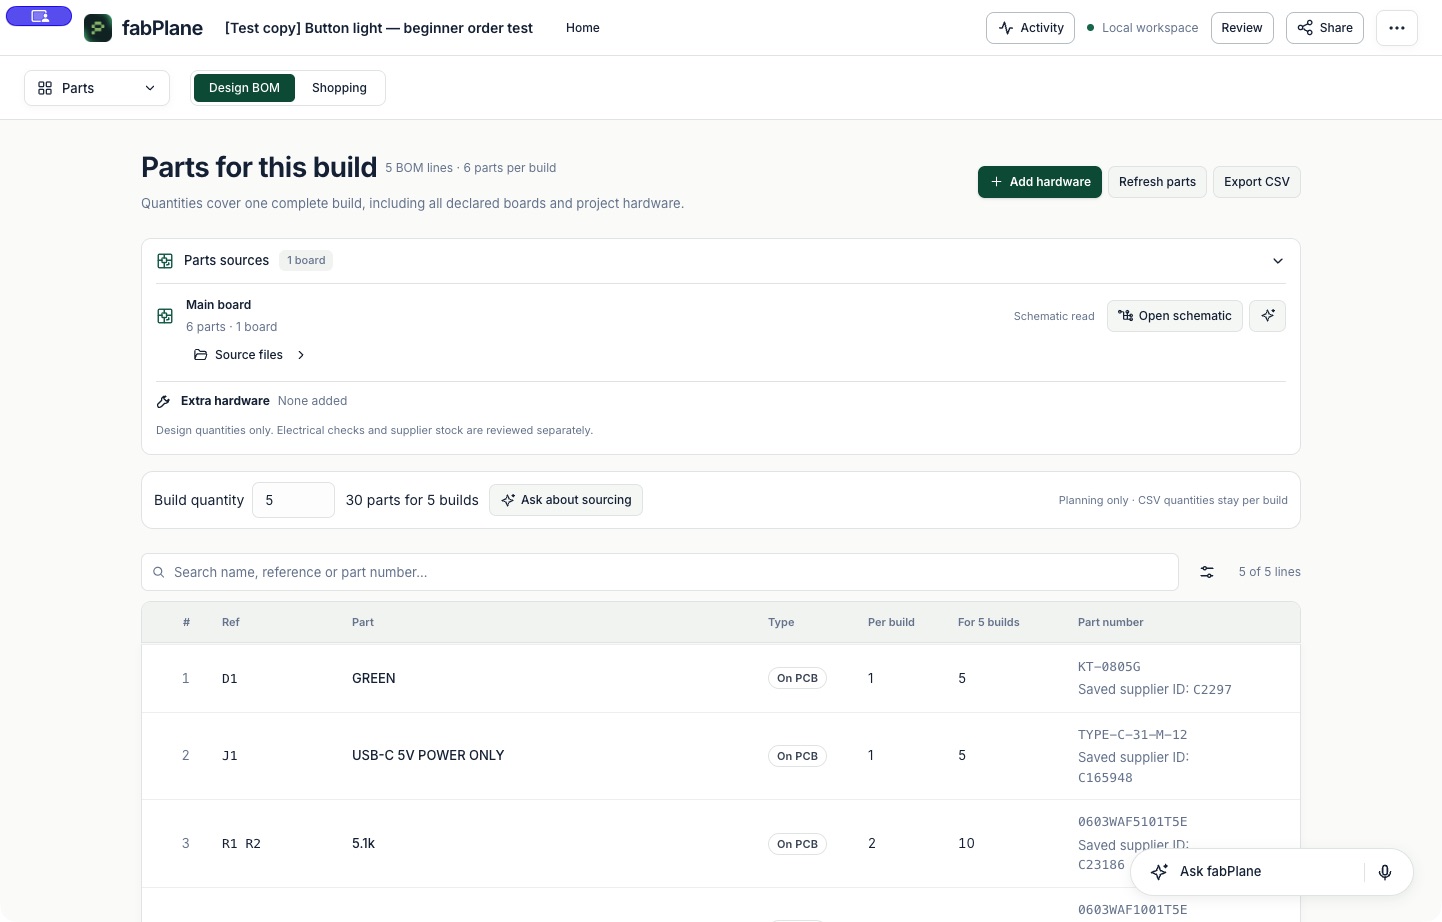 fabPlane
[Test copy] Button light — beginner order test
Home
Activity
Local workspace
Review
Share
Parts
Design BOM
Shopping
Parts for this build
5 BOM lines · 6 parts per build
Quantities cover one complete build, including all declared boards and project hardware.
Add hardware
Refresh parts
Export CSV
Parts sources
1 board
Main board
6 parts · 1 board
Schematic read
Open schematic
Source files
Extra hardware None added
Design quantities only. Electrical checks and supplier stock are reviewed separately.
Build quantity
5
30 parts for 5 builds
Ask about sourcing
Planning only · CSV quantities stay per build
Search name, reference or part number...
5 of 5 lines
# Ref Part Type Per build For 5 builds Part number
1 D1 GREEN On PCB 1 5 KT-0805G
Saved supplier ID: C2297
2 J1 USB-C 5V POWER ONLY On PCB 1 5 TYPE-C-31-M-12
Saved supplier ID:
C165948
3 R1 R2 5.1k On PCB 2 10 0603WAF5101T5E
Saved supplier ID:
C23186
0603WAF1001T5E
Ask fabPlane